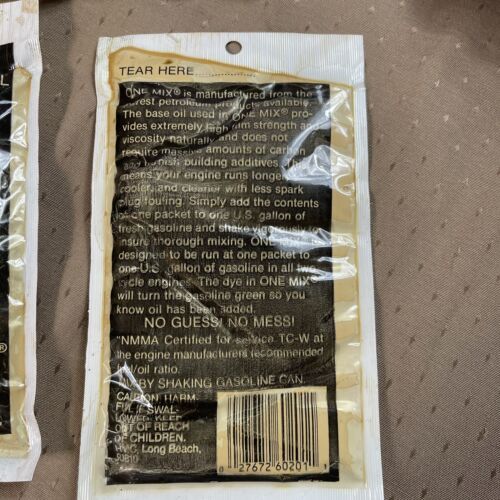 L
TEAR HERE..................
ONE MIX® is manufactured from the
petroleum products available.
The base oil used in ONE MIX® pro-
vides extremely high film strength and
viscosity naturally and does not
require massive amounts of carbon
and varnish building additives. This
means your engine runs longer,
cooler, and cleaner with less spark
plug fouling. Simply add the contents
of one packet to one U.S. gallon of
fresh gasoline and shake vigorously to
insure thorough mixing. ONE MIX
designed to be run at one packet to
one U.S. gallon of gasoline in all two
cycle engines. The dye in ONE MIX®
will turn the gasoline green so you
know oil has been added.
NO GUESS! NO MESS!
"NMMA Certified for service TC-W at
the engine manufacturers recommended
oil ratio.
BY SHAKING GASOLINE CAN.
CAUTION, HARM-
FUL IF SWAL-
LOWED. KEEP
OUT OF REACH
OF CHILDREN.
Long Beach,
®
0 27672 60201 1